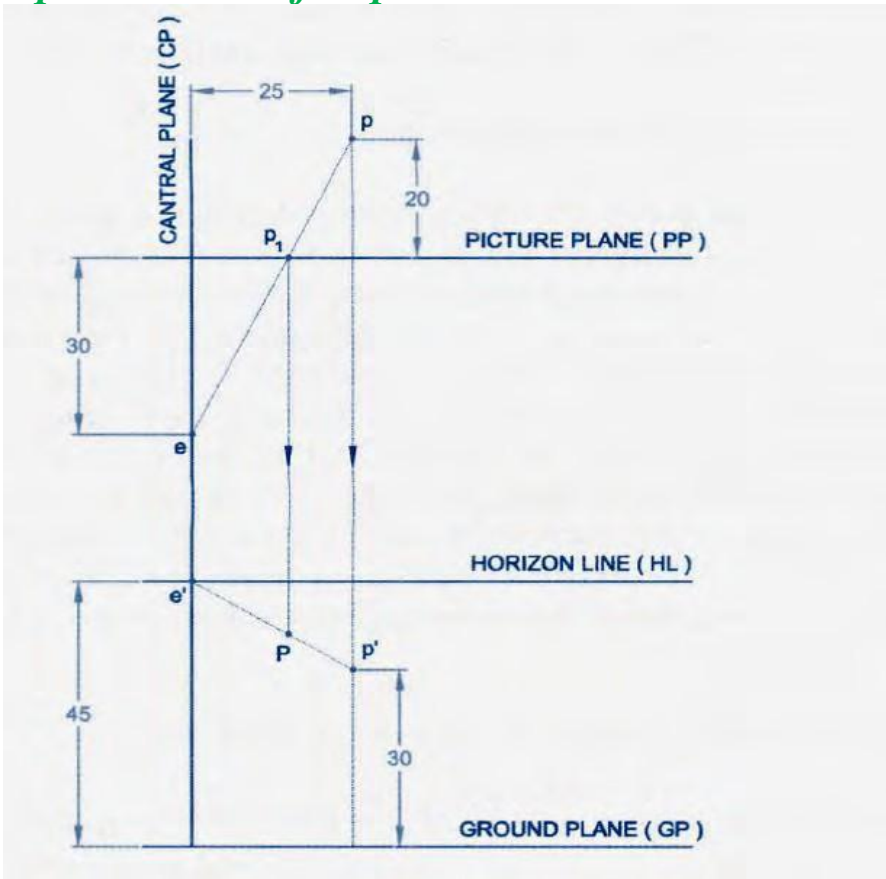 CANTRAL PLANE ( CP )
25
p
20
p1
PICTURE PLANE ( PP )
30
e
HORIZON LINE ( HL )
e'
P
p'
45
30
GROUND PLANE ( GP )